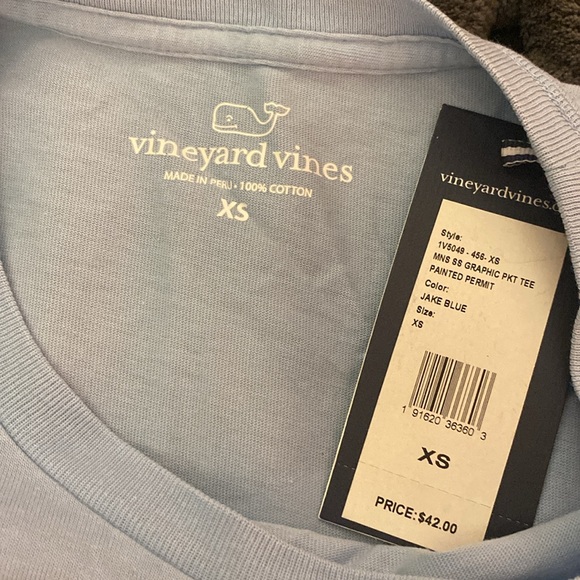 vineyard vines
MADE IN PERU • 100% COTTON
XS
vineyardvines.c
Style:
1V5049 - 456- XS
MNS SS GRAPHIC PKT TEE
PAINTED PERMIT
Color:
JAKE BLUE
Size:
XS
1 91620 36360 3
XS
PRICE:$42.00